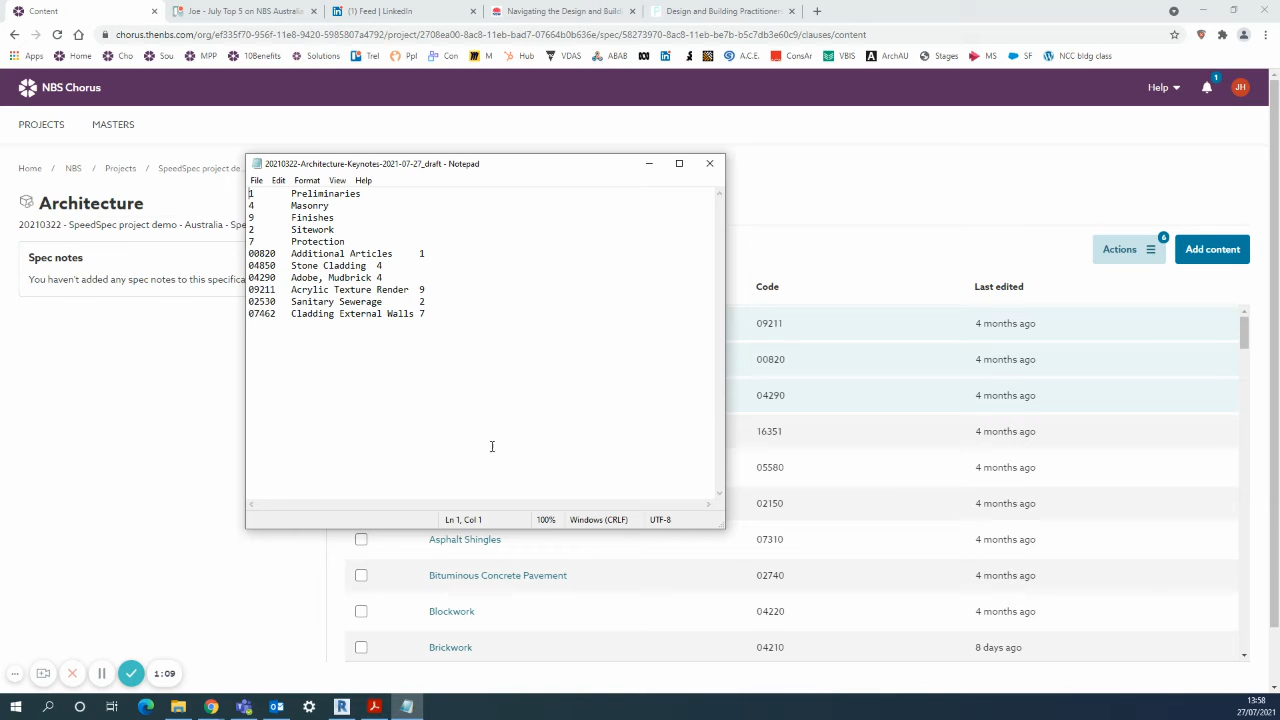 Content
Joe - July Top 5 on NBS Australia
(1) Feed | LinkedIn
Navigating the Design and Buildi
Design and Building Practitioners
chorus.thenbs.com/org/ef335f70-956f-11e8-9420-5985807a4792/project/2708ea00-8ac8-11eb-bad7-07664b0b636e/spec/58273970-8ac8-11eb-be7b-b5c7db3e60c9/clauses/content
Apps
Home
Cho
Sou
MPP
10Benefits
Solutions
Trel
Ppl
Con
M
Hub
VDAS
ABAB
A.C.E.
ConsAr
VBIS
ArchAU
Stages
MS
SF
NCC bldg class
NBS Chorus
Help
1
JH
PROJECTS
MASTERS
Home / NBS / Projects / SpeedSpec project de
Architecture
20210322 - SpeedSpec project demo - Australia - Spe
Spec notes
You haven't added any spec notes to this specifica
20210322-Architecture-Keynotes-2021-07-27_draft - Notepad
File Edit Format View Help
1 Preliminaries
4 Masonry
9 Finishes
2 Sitework
7 Protection
00820 Additional Articles 1
04850 Stone Cladding 4
04290 Adobe, Mudbrick 4
09211 Acrylic Texture Render 9
02530 Sanitary Sewerage 2
07462 Cladding External Walls 7
Ln 1, Col 1
100%
Windows (CRLF)
UTF-8
Actions
6
Add content
Code
Last edited
09211 4 months ago
00820 4 months ago
04290 4 months ago
16351 4 months ago
05580 4 months ago
02150 4 months ago
Asphalt Shingles 07310 4 months ago
Bituminous Concrete Pavement 02740 4 months ago
Blockwork 04220 4 months ago
Brickwork 04210 8 days ago
1:09
13:58
27/07/2021